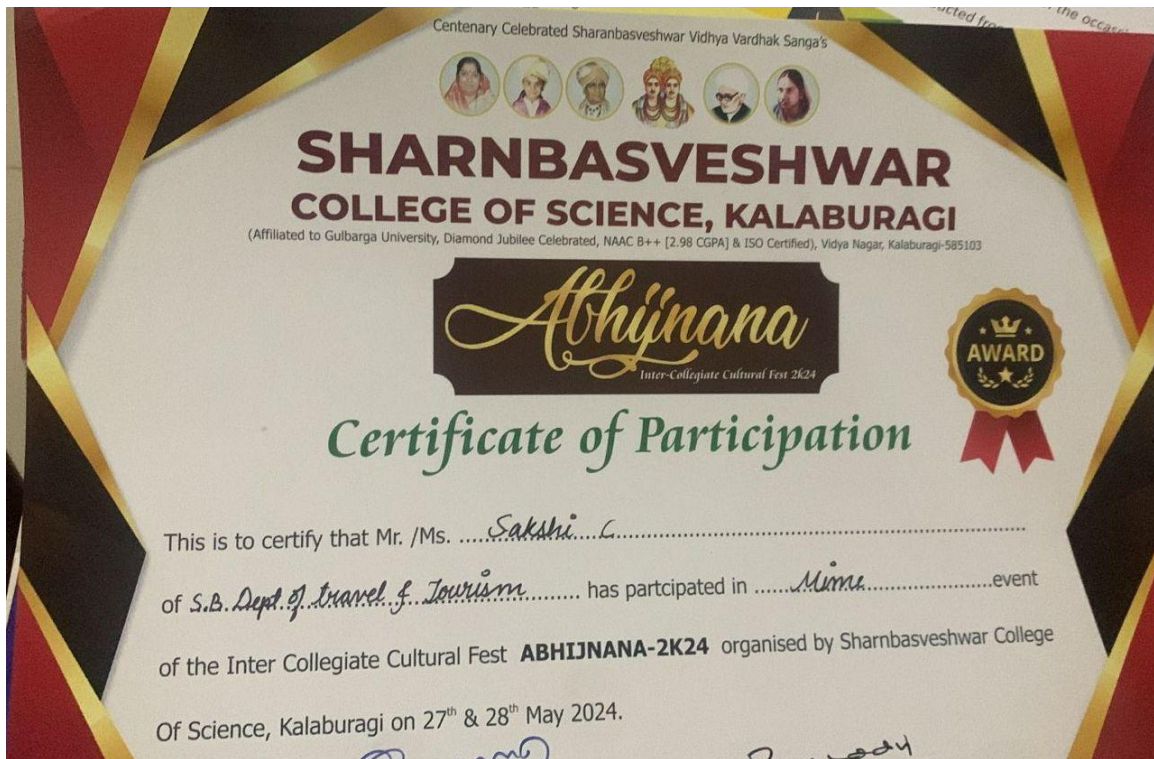 ucted fro
the occasi
Centenary Celebrated Sharanbasveshwar Vidhya Vardhak Sanga's
SHARNBASVESHWAR
COLLEGE OF SCIENCE, KALABURAGI
(Affiliated to Gulbarga University, Diamond Jubilee Celebrated, NAAC B++ [2.98 CGPA] & ISO Certified), Vidya Nagar, Kalaburagi-585103
Abhijnana
Inter-Collegiate Cultural Fest 2k24
AWARD
Certificate of Participation
This is to certify that Mr. /Ms. .....Sakshi....C...............................................................
of S.B. Dept. of travel & Tourism.......... has partcipated in ......Mime......................event
of the Inter Collegiate Cultural Fest ABHIJNANA-2K24 organised by Sharnbasveshwar College
Of Science, Kalaburagi on 27th & 28th May 2024.